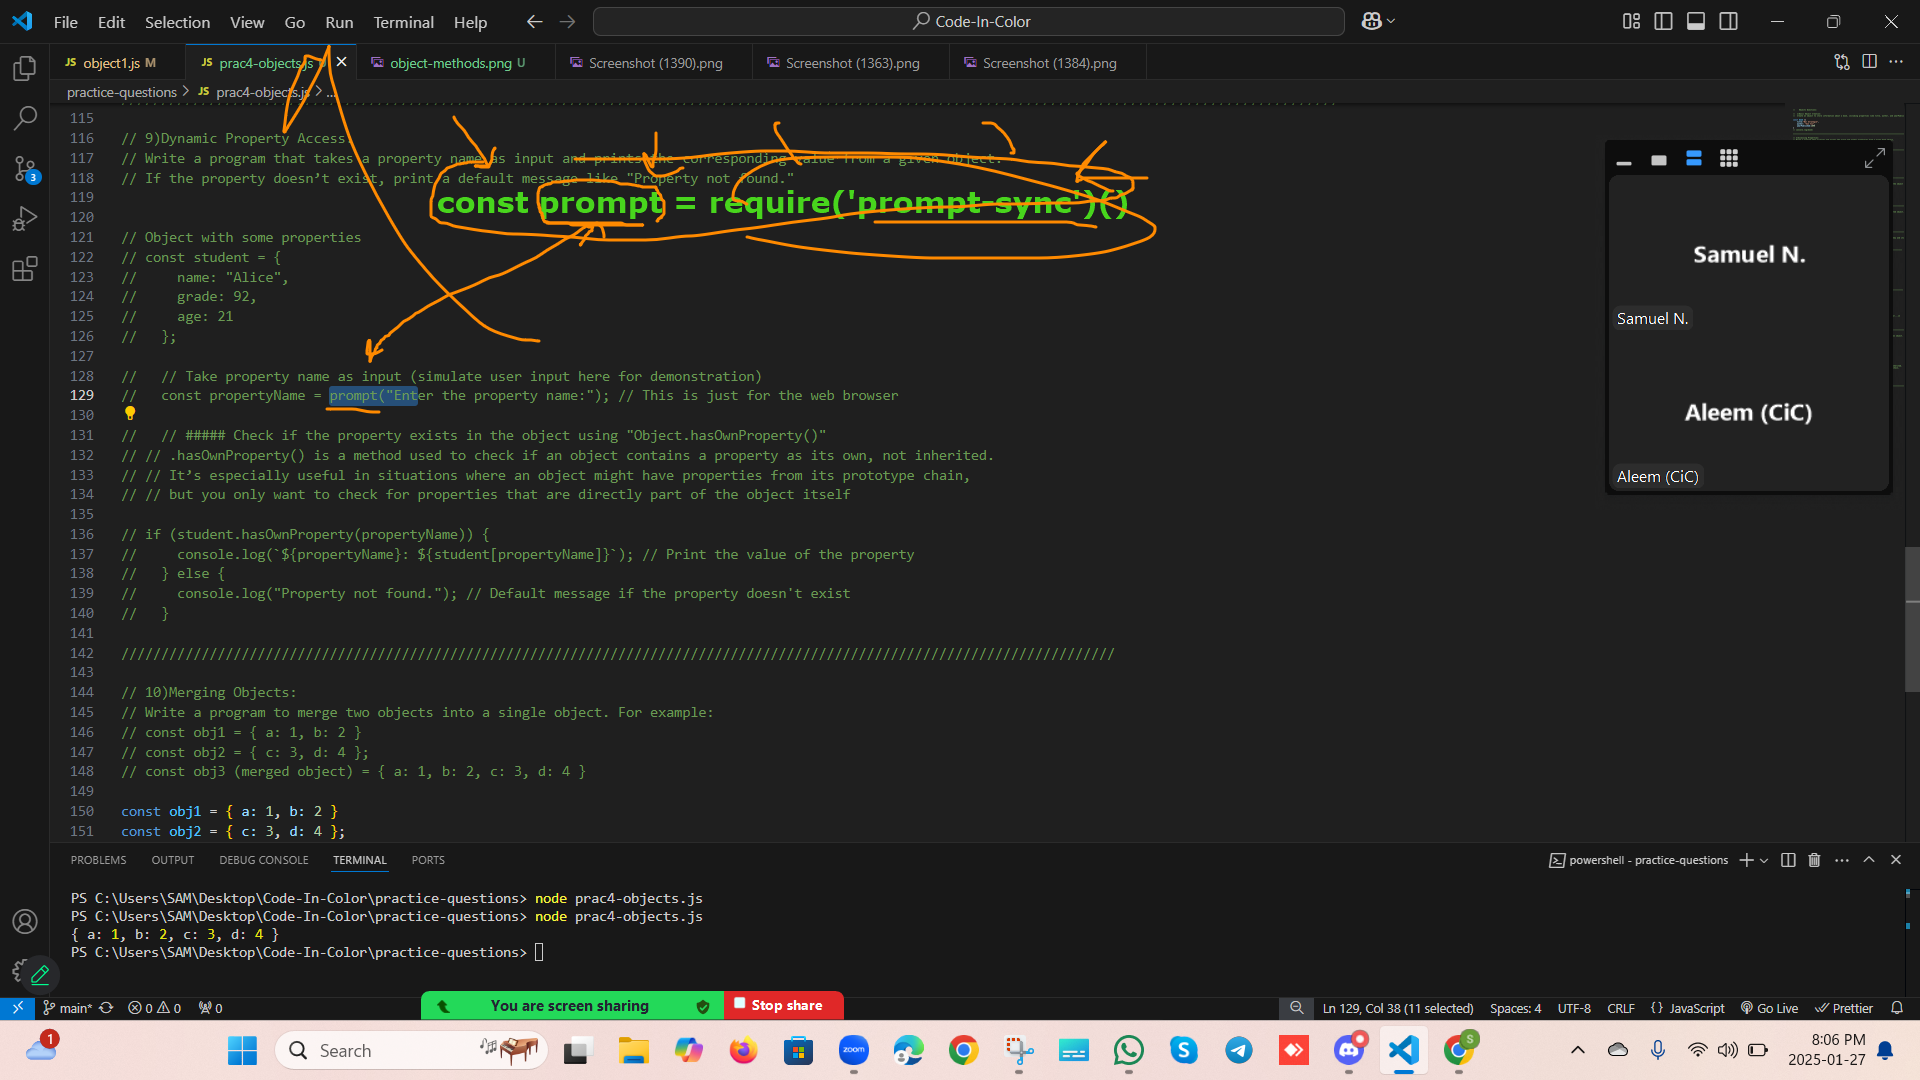 File Edit Selection View Go Run Terminal Help
Code-In-Color
JS object1.js M
JS prac4-objects.js
object-methods.png U
Screenshot (1390).png
Screenshot (1363).png
Screenshot (1384).png
practice-questions > JS prac4-objects.js > ...
115
116 // 9)Dynamic Property Access:
117 // Write a program that takes a property name as input and prints the corresponding value from a given object.
118 // If the property doesn’t exist, print a default message like "Property not found."
const prompt = require('prompt-sync')()
119
120
121 // Object with some properties
122 // const student = {
123 //     name: "Alice",
124 //     grade: 92,
125 //     age: 21
126 //   };
127
128 //   // Take property name as input (simulate user input here for demonstration)
129 //   const propertyName = prompt("Enter the property name:"); // This is just for the web browser
130
131 //   // ##### Check if the property exists in the object using "Object.hasOwnProperty()"
132 // // .hasOwnProperty() is a method used to check if an object contains a property as its own, not inherited.
133 // // It’s especially useful in situations where an object might have properties from its prototype chain,
134 // // but you only want to check for properties that are directly part of the object itself
135
136 // if (student.hasOwnProperty(propertyName)) {
137 //     console.log(`${propertyName}: ${student[propertyName]}`); // Print the value of the property
138 //   } else {
139 //     console.log("Property not found."); // Default message if the property doesn't exist
140 //   }
141
142 ////////////////////////////////////////////////////////////////////////////////////////////////////////////////////////////
143
144 // 10)Merging Objects:
145 // Write a program to merge two objects into a single object. For example:
146 // const obj1 = { a: 1, b: 2 }
147 // const obj2 = { c: 3, d: 4 };
148 // const obj3 (merged object) = { a: 1, b: 2, c: 3, d: 4 }
149
150 const obj1 = { a: 1, b: 2 }
151 const obj2 = { c: 3, d: 4 };
Samuel N.
Samuel N.
Aleem (CiC)
Aleem (CiC)
3
PROBLEMS OUTPUT DEBUG CONSOLE TERMINAL PORTS
powershell - practice-questions
PS C:\Users\SAM\Desktop\Code-In-Color\practice-questions> node prac4-objects.js
PS C:\Users\SAM\Desktop\Code-In-Color\practice-questions> node prac4-objects.js
{ a: 1, b: 2, c: 3, d: 4 }
PS C:\Users\SAM\Desktop\Code-In-Color\practice-questions>
main* 0 0 0
You are screen sharing
Stop share
Ln 129, Col 38 (11 selected) Spaces: 4 UTF-8 CRLF {} JavaScript Go Live Prettier
1
Search
zoom
S
8:06 PM
2025-01-27